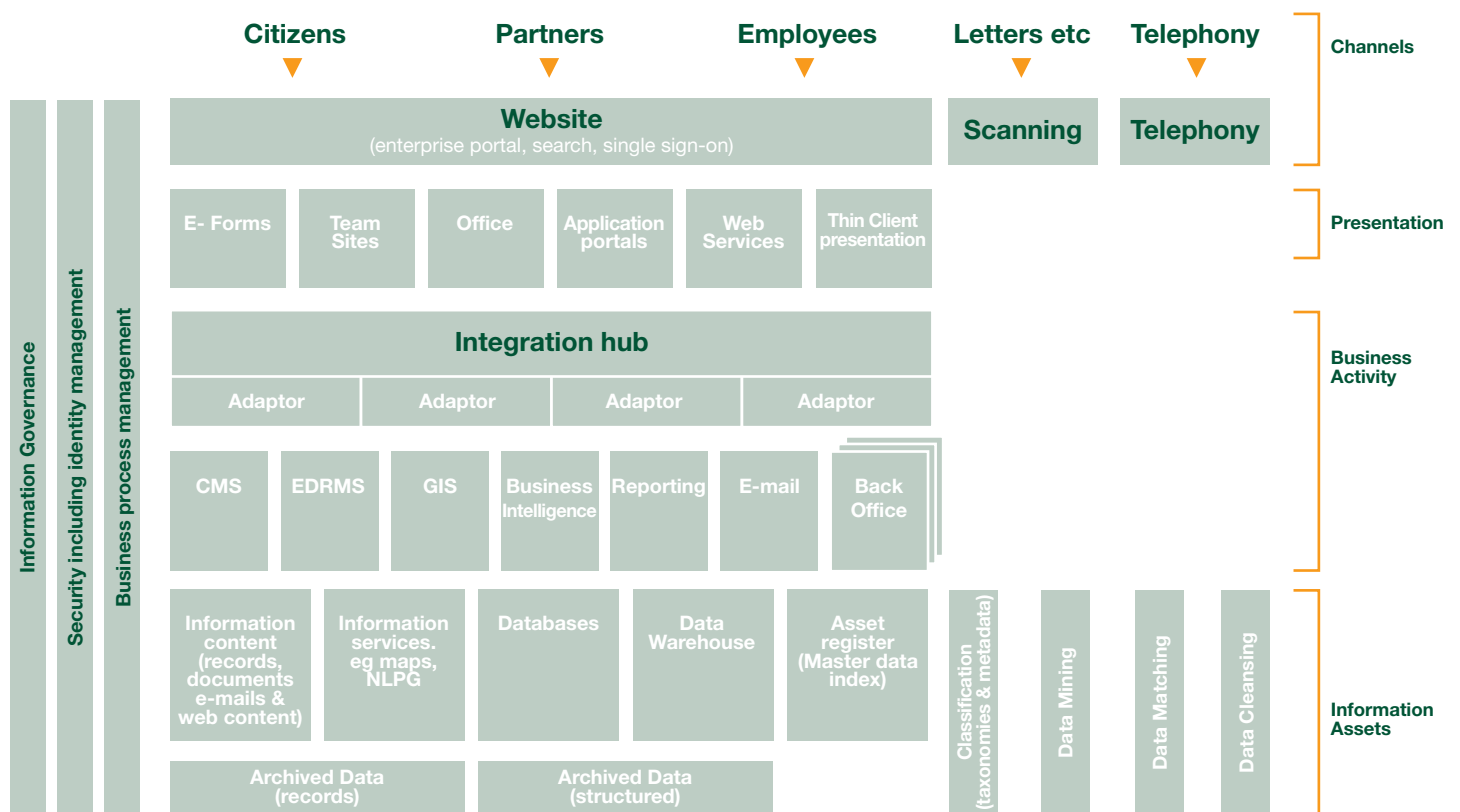 Citizens
Partners
Employees
Letters etc
Telephony
Channels
Website
(enterprise portal, search, single sign-on)
Scanning
Telephony
E- Forms
Team
Sites
Office
Application
portals
Web
Services
Thin Client
presentation
Presentation
Integration hub
Adaptor
Adaptor
Adaptor
Adaptor
Business
Activity
CMS
EDRMS
GIS
Business
Intelligence
Reporting
E-mail
Back
Office
Information Governance
Security including identity management
Business process management
Information
content
(records,
documents
e-mails &
web content)
Information
services.
eg maps,
NLPG
Databases
Data
Warehouse
Asset
register
(Master data
index)
Classification
(taxonomies & metadata)
Data Mining
Data Matching
Data Cleansing
Information
Assets
Archived Data
(records)
Archived Data
(structured)